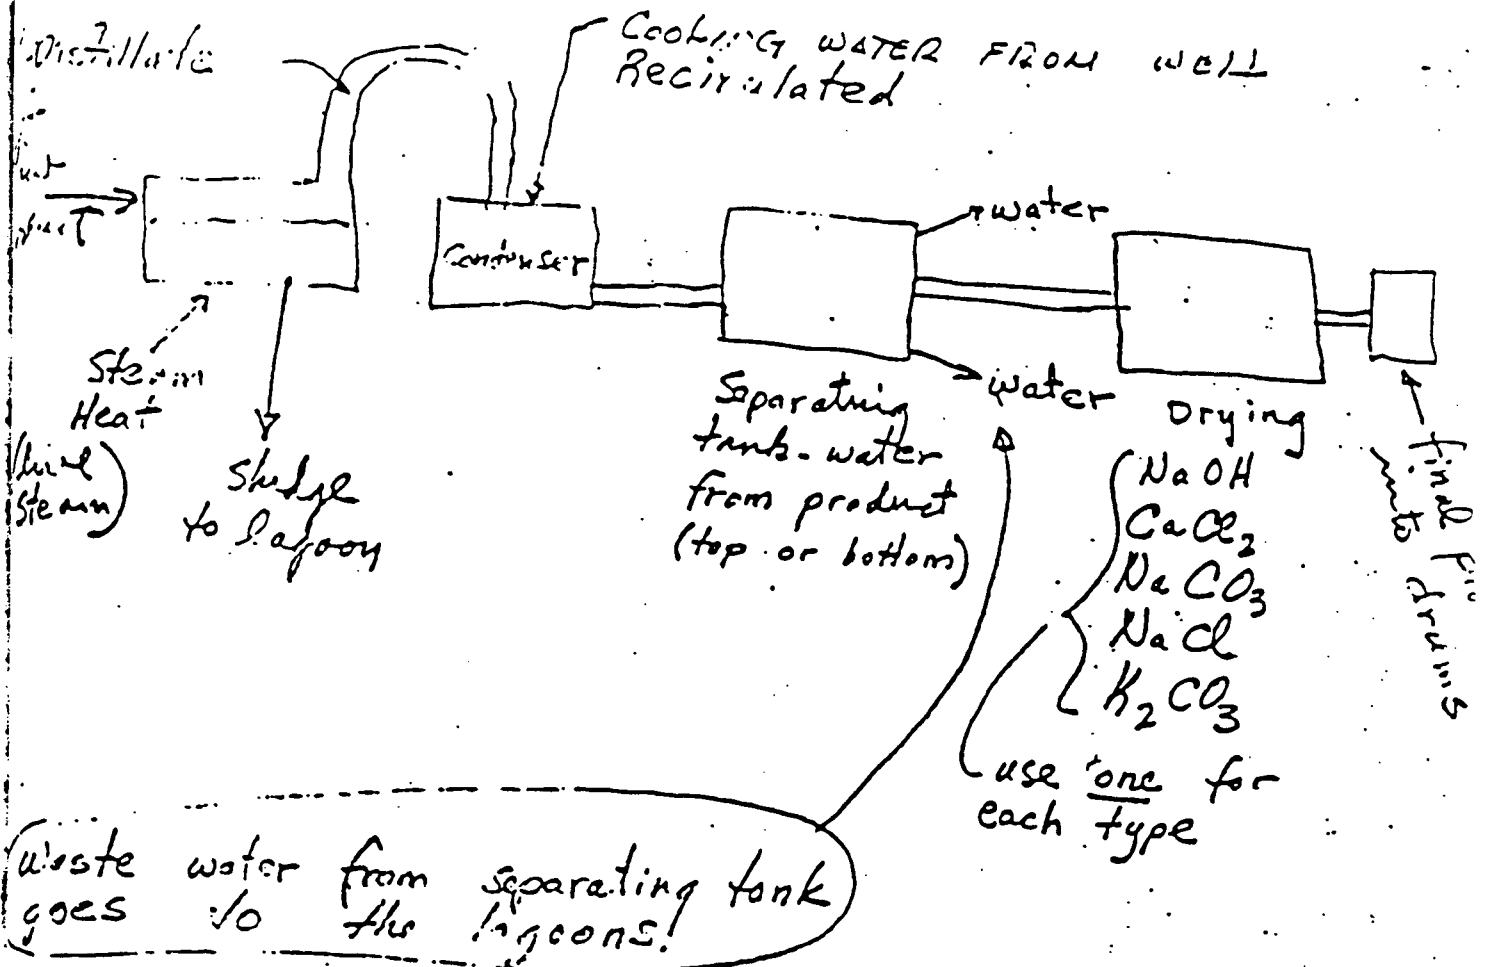 Distillate
COOLING WATER FROM WELL
Recirculated
water
Condenser
Steam
Heat
(live
steam)
Sludge
to Lagoon
Separating
tank-water
from product
(top or bottom)
water
Drying
NaOH
CaCl2
NaCO3
NaCl
K2CO3
use one for
each type
final
into drums
Waste water from separating tank
goes to the lagoons!